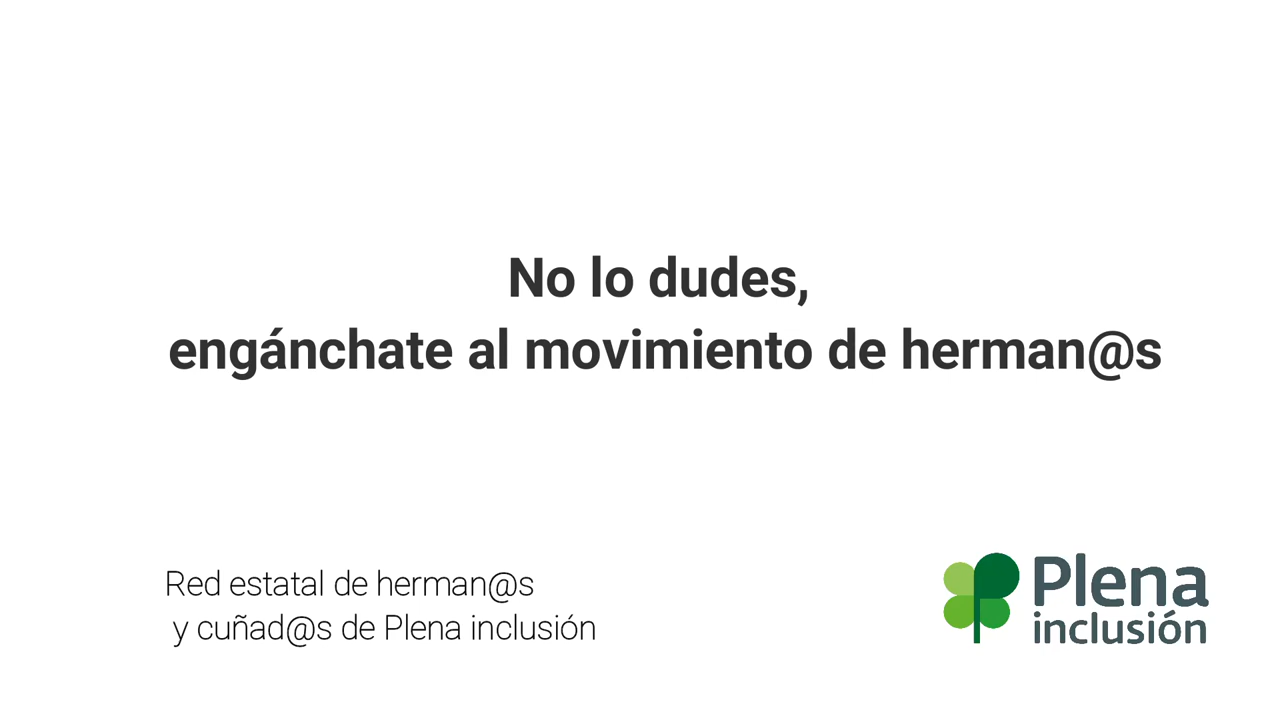 No lo dudes,
engánchate al movimiento de herman@s
Red estatal de herman@s
y cuñad@s de Plena inclusión
Plena
inclusión